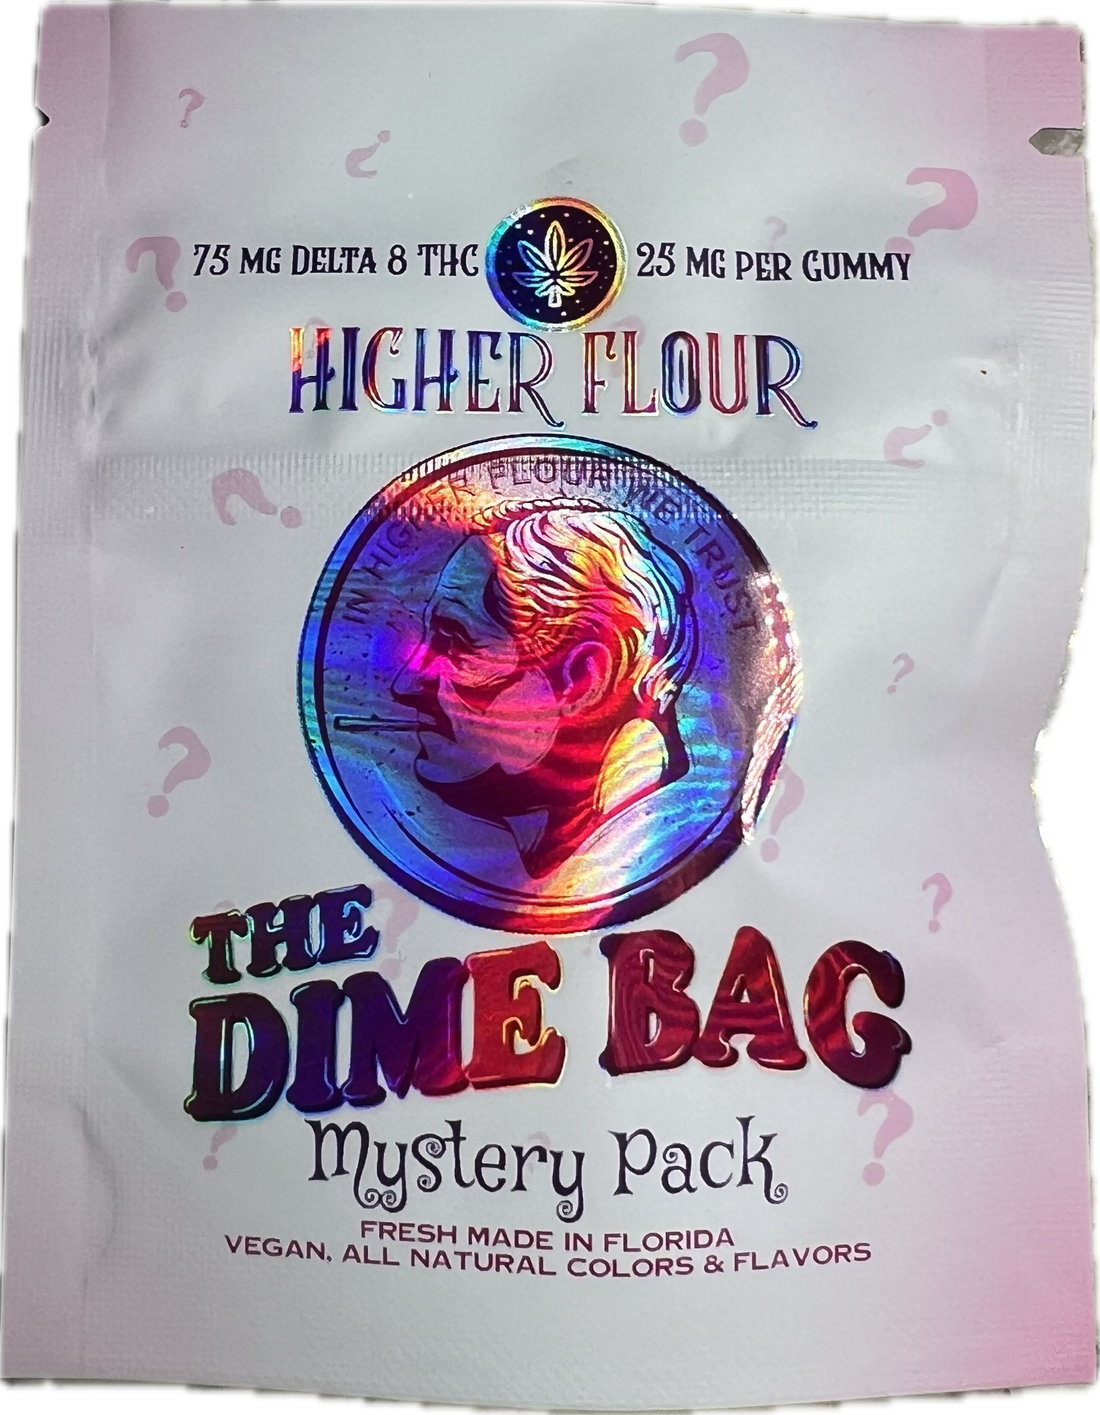 75 MG DELTA 8 THC 25 MG PER GUMMY
HIGHER FLOUR
IN HIGHER FLOUR WE TRUST
THE
DIME BAG
Mystery Pack
FRESH MADE IN FLORIDA
VEGAN, ALL NATURAL COLORS & FLAVORS